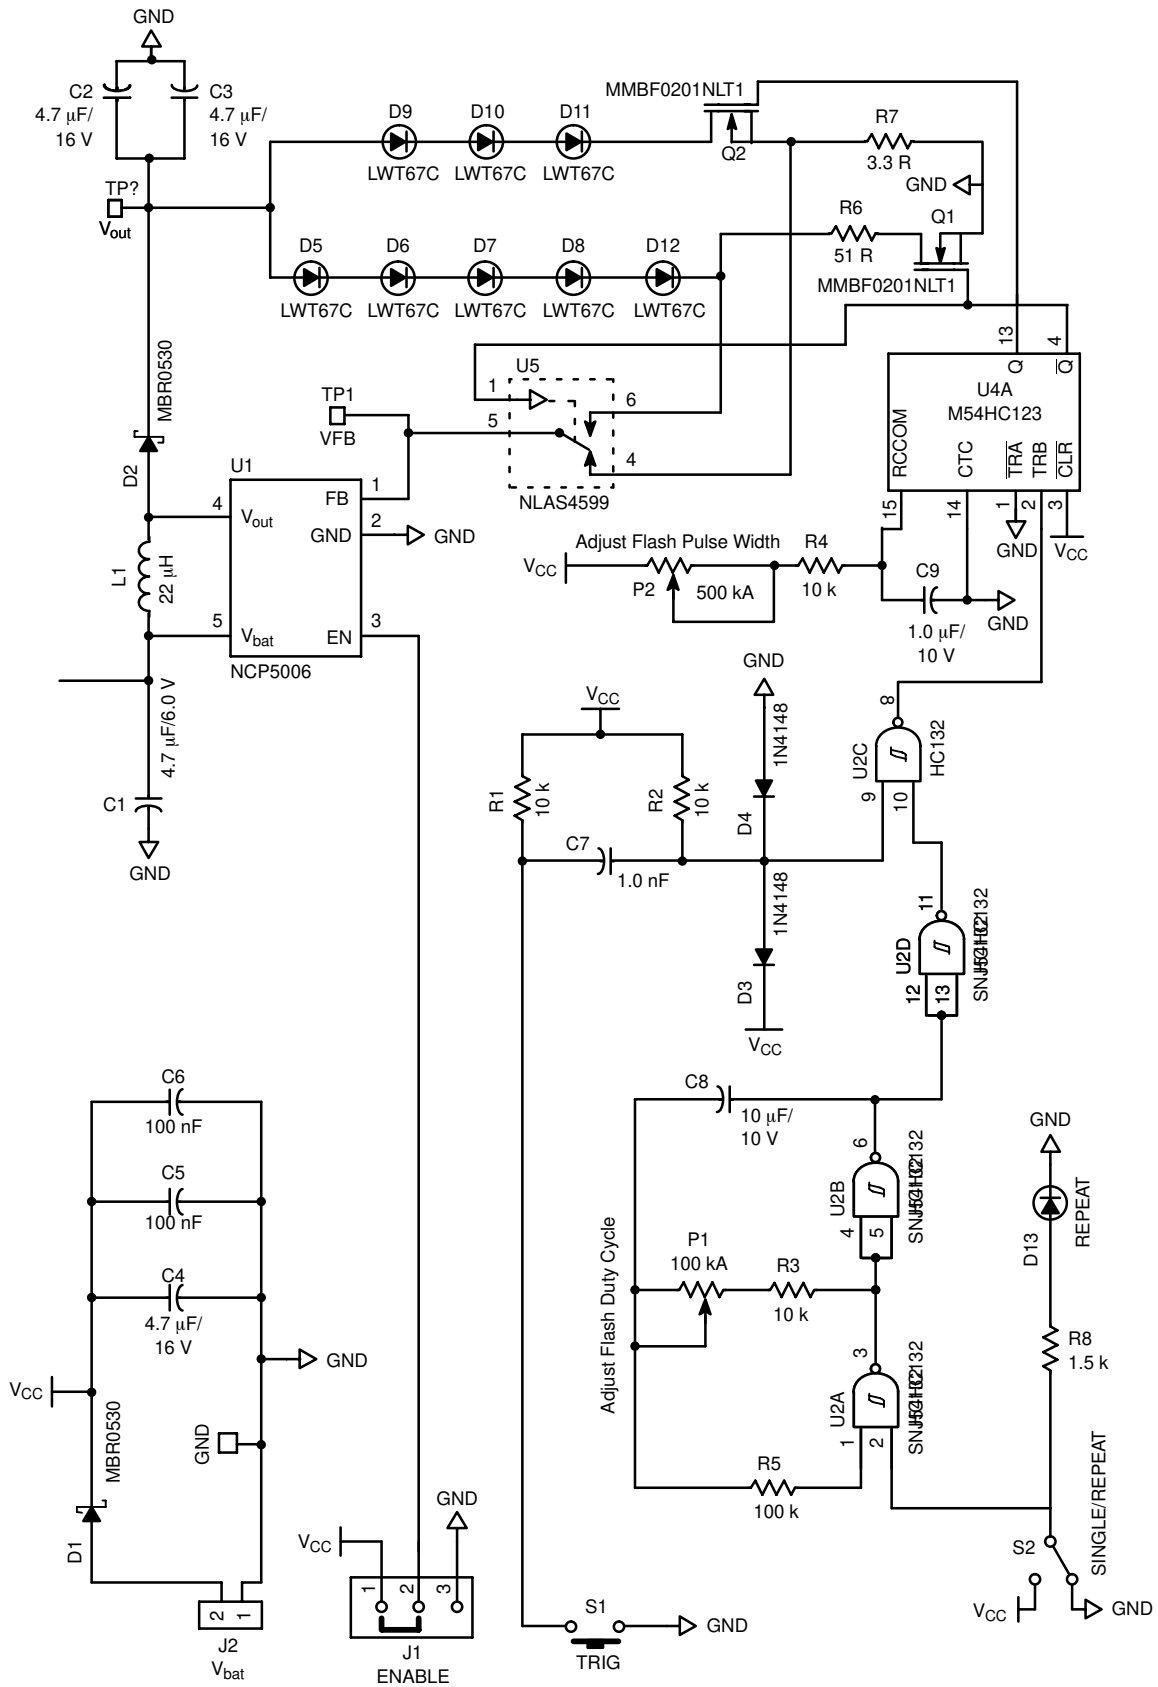 GND
C2
4.7 µF/
16 V
C3
4.7 µF/
16 V
TP?
Vout
D9
LWT67C
D10
LWT67C
D11
LWT67C
MMBF0201NLT1
Q2
R7
3.3 R
GND
R6
51 R
Q1
MMBF0201NLT1
D5
LWT67C
D6
LWT67C
D7
LWT67C
D8
LWT67C
D12
LWT67C
MBR0530
D2
L1
22 µH
U1
4
Vout
5
Vbat
FB
1
GND
2
GND
EN
3
NCP5006
TP1
VFB
U5
1
5
6
4
NLAS4599
13
4
Q
Q
U4A
M54HC123
RCCOM
CTC
TRA
TRB
CLR
15
14
1
2
3
GND
VCC
Adjust Flash Pulse Width
VCC
P2
500 kA
R4
10 k
C9
1.0 µF/
10 V
GND
4.7 µF/6.0 V
C1
GND
VCC
R1
10 k
R2
10 k
C7
1.0 nF
GND
1N4148
D4
1N4148
D3
VCC
8
U2C
HC132
9
10
11
U2D
12
13
C6
100 nF
C5
100 nF
C4
4.7 µF/
16 V
GND
VCC
MBR0530
GND
D1
2
1
J2
Vbat
VCC
GND
1
2
3
J1
ENABLE
C8
10 µF/
10 V
6
U2B
4
5
Adjust Flash Duty Cycle
P1
100 kA
R3
10 k
3
U2A
1
2
R5
100 k
GND
REPEAT
D13
R8
1.5 k
S2
SINGLE/REPEAT
VCC
GND
S1
TRIG
GND